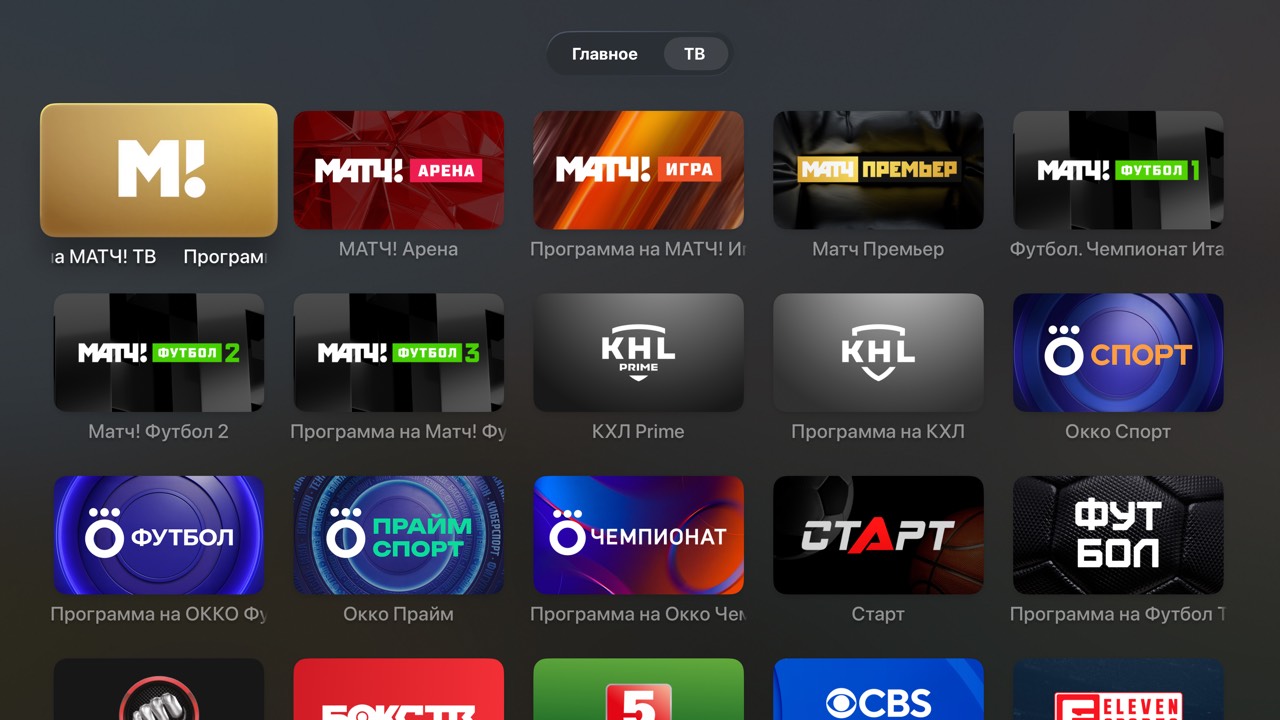 Главное ТВ
М!
МАТЧ! АРЕНА
МАТЧ! ИГРА
МАТЧ ПРЕМЬЕР
МАТЧ! ФУТБОЛ 1
а МАТЧ! ТВ Програм
МАТЧ! Арена
Программа на МАТЧ! Иг
Матч Премьер
Футбол. Чемпионат Ита
МАТЧ! ФУТБОЛ 2
МАТЧ! ФУТБОЛ 3
KHL
PRIME
KHL
СПОРТ
Матч! Футбол 2
Программа на Матч! Фу
КХЛ Prime
Программа на КХЛ
Окко Спорт
ФУТБОЛ
ПРАЙМ
СПОРТ
КИБЕРСПОРТ
ЧЕМПИОНАТ
СТАРТ
ФУТ
БОЛ
Программа на ОККО Фу
Окко Прайм
Программа на Окко Чем
Старт
Программа на Футбол Т
БОКСТВ
5
CBS
ELEVEN